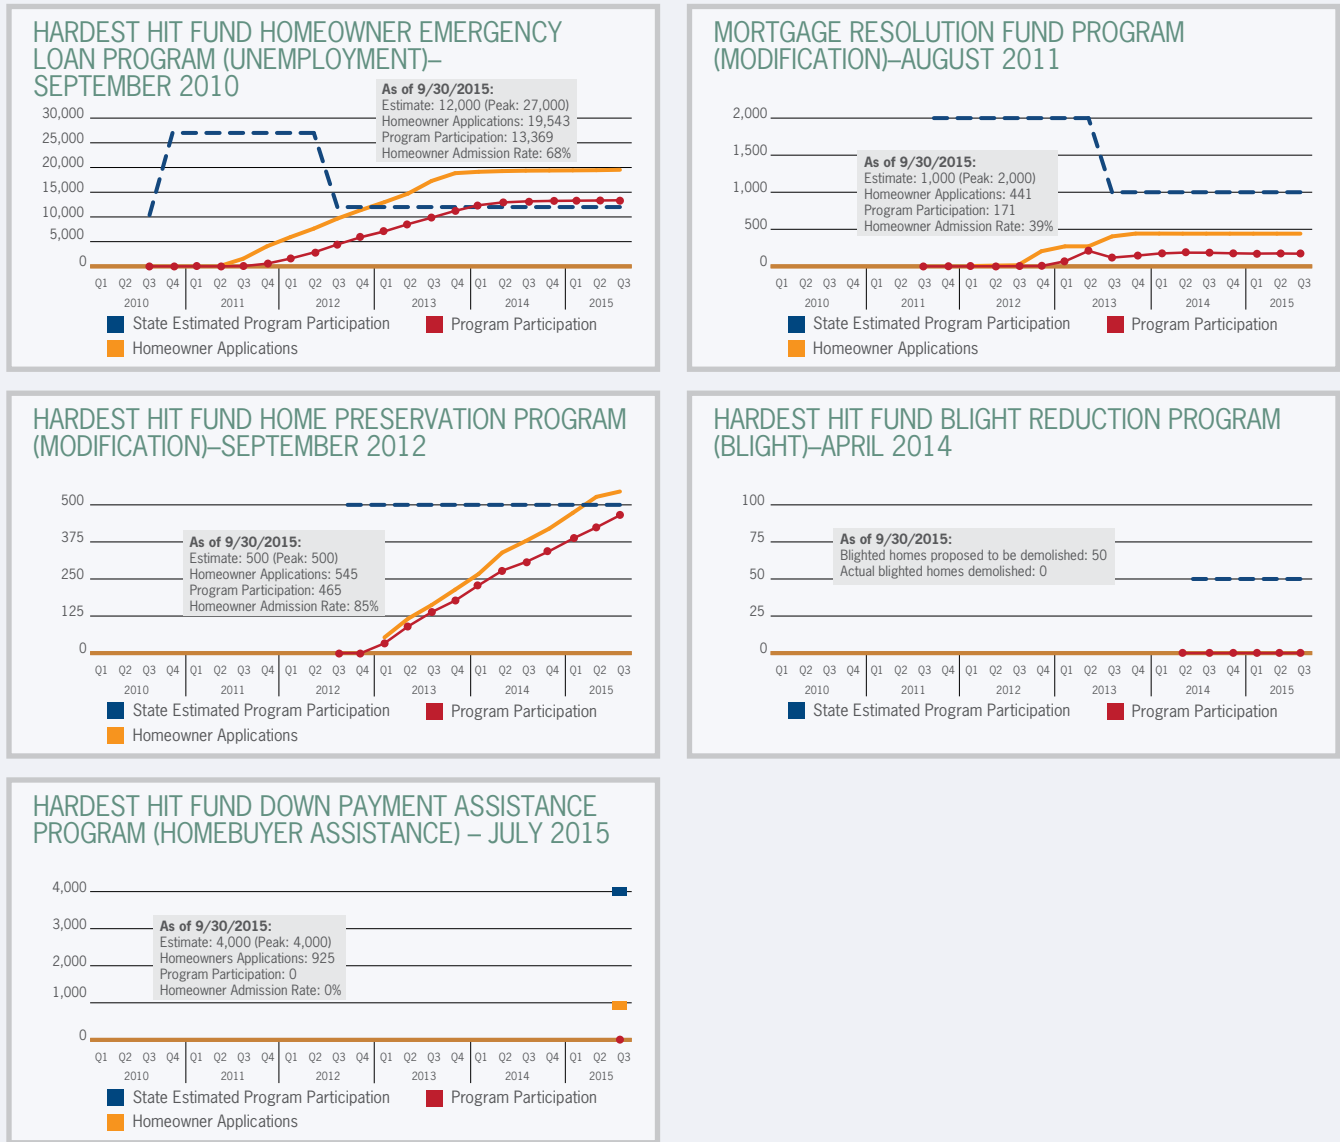 HARDEST HIT FUND HOMEOWNER EMERGENCY
LOAN PROGRAM (UNEMPLOYMENT)–
SEPTEMBER 2010
As of 9/30/2015:
Estimate: 12,000 (Peak: 27,000)
Homeowner Applications: 19,543
Program Participation: 13,369
Homeowner Admission Rate: 68%
30,000
25,000
20,000
15,000
10,000
5,000
0
Q1 Q2 Q3 Q4 Q1 Q2 Q3 Q4 Q1 Q2 Q3 Q4 Q1 Q2 Q3 Q4 Q1 Q2 Q3 Q4 Q1 Q2 Q3
2010 2011 2012 2013 2014 2015
State Estimated Program Participation Program Participation
Homeowner Applications
MORTGAGE RESOLUTION FUND PROGRAM
(MODIFICATION)–AUGUST 2011
2,000
1,500
1,000
500
0
As of 9/30/2015:
Estimate: 1,000 (Peak: 2,000)
Homeowner Applications: 441
Program Participation: 171
Homeowner Admission Rate: 39%
Q1 Q2 Q3 Q4 Q1 Q2 Q3 Q4 Q1 Q2 Q3 Q4 Q1 Q2 Q3 Q4 Q1 Q2 Q3 Q4 Q1 Q2 Q3
2010 2011 2012 2013 2014 2015
State Estimated Program Participation Program Participation
Homeowner Applications
HARDEST HIT FUND HOME PRESERVATION PROGRAM
(MODIFICATION)–SEPTEMBER 2012
500
375
250
125
0
As of 9/30/2015:
Estimate: 500 (Peak: 500)
Homeowner Applications: 545
Program Participation: 465
Homeowner Admission Rate: 85%
Q1 Q2 Q3 Q4 Q1 Q2 Q3 Q4 Q1 Q2 Q3 Q4 Q1 Q2 Q3 Q4 Q1 Q2 Q3 Q4 Q1 Q2 Q3
2010 2011 2012 2013 2014 2015
State Estimated Program Participation Program Participation
Homeowner Applications
HARDEST HIT FUND BLIGHT REDUCTION PROGRAM
(BLIGHT)–APRIL 2014
100
75
50
25
0
As of 9/30/2015:
Blighted homes proposed to be demolished: 50
Actual blighted homes demolished: 0
Q1 Q2 Q3 Q4 Q1 Q2 Q3 Q4 Q1 Q2 Q3 Q4 Q1 Q2 Q3 Q4 Q1 Q2 Q3 Q4 Q1 Q2 Q3
2010 2011 2012 2013 2014 2015
State Estimated Program Participation Program Participation
HARDEST HIT FUND DOWN PAYMENT ASSISTANCE
PROGRAM (HOMEBUYER ASSISTANCE) – JULY 2015
4,000
3,000
2,000
1,000
0
As of 9/30/2015:
Estimate: 4,000 (Peak: 4,000)
Homeowners Applications: 925
Program Participation: 0
Homeowner Admission Rate: 0%
Q1 Q2 Q3 Q4 Q1 Q2 Q3 Q4 Q1 Q2 Q3 Q4 Q1 Q2 Q3 Q4 Q1 Q2 Q3 Q4 Q1 Q2 Q3
2010 2011 2012 2013 2014 2015
State Estimated Program Participation Program Participation
Homeowner Applications